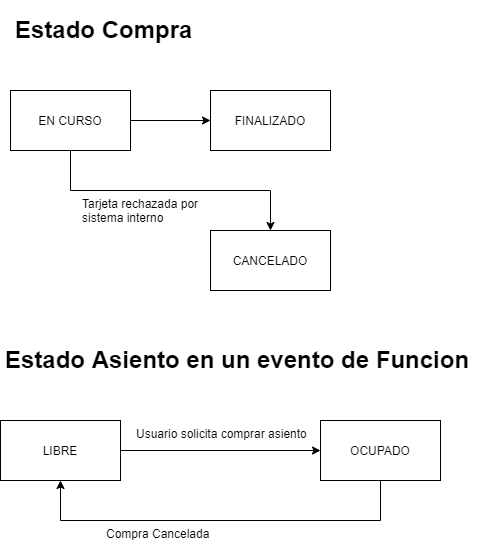 Estado Compra
EN CURSO
FINALIZADO
Tarjeta rechazada por
sistema interno
CANCELADO
Estado Asiento en un evento de Funcion
Usuario solicita comprar asiento
LIBRE
OCUPADO
Compra Cancelada